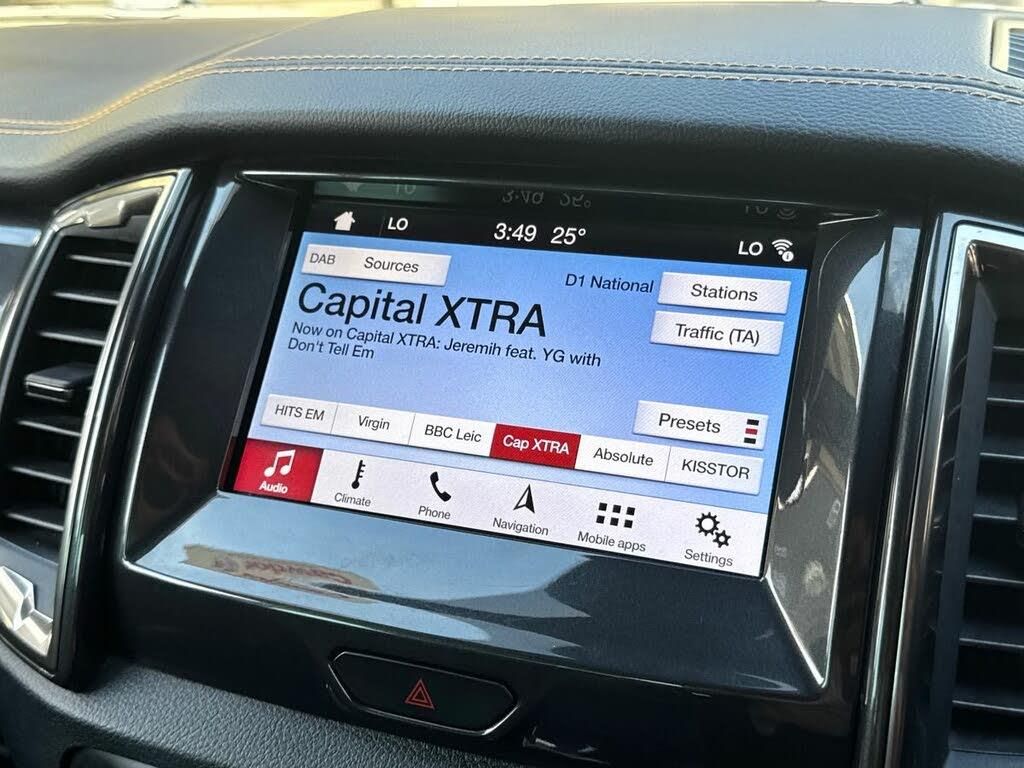 LO
3:49 25°
LO
DAB Sources
D1 National
Stations
Capital XTRA
Traffic (TA)
Now on Capital XTRA: Jeremih feat. YG with
Don't Tell Em
Presets
HITS EM
Virgin
BBC Leic
Cap XTRA
Absolute
KISSTOR
Audio
Climate
Phone
Navigation
Mobile apps
Settings